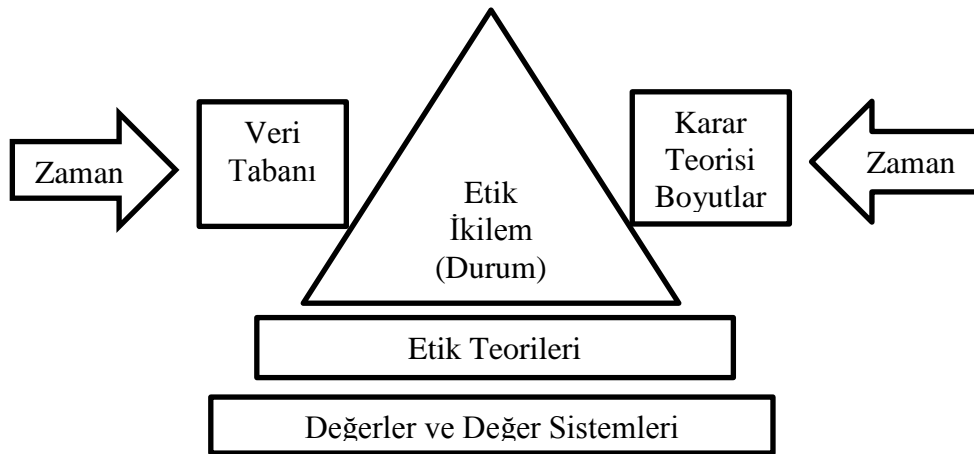 Zaman
Veri
Tabanı
Etik
İkilem
(Durum)
Karar
Teorisi
Boyutlar
Zaman
Etik Teorileri
Değerler ve Değer Sistemleri